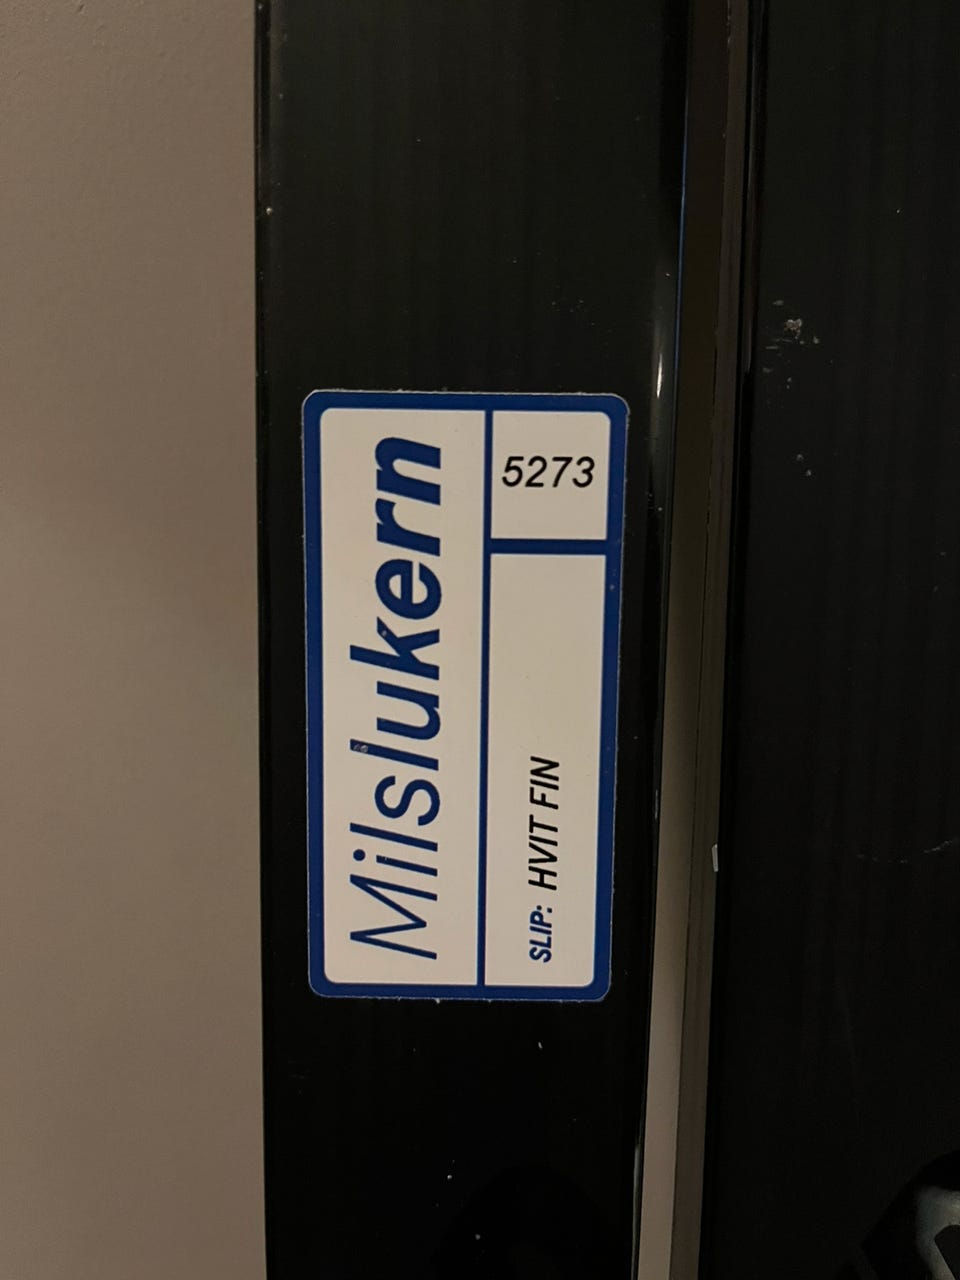 Milslukern
SLIP: HVIT FIN
5273